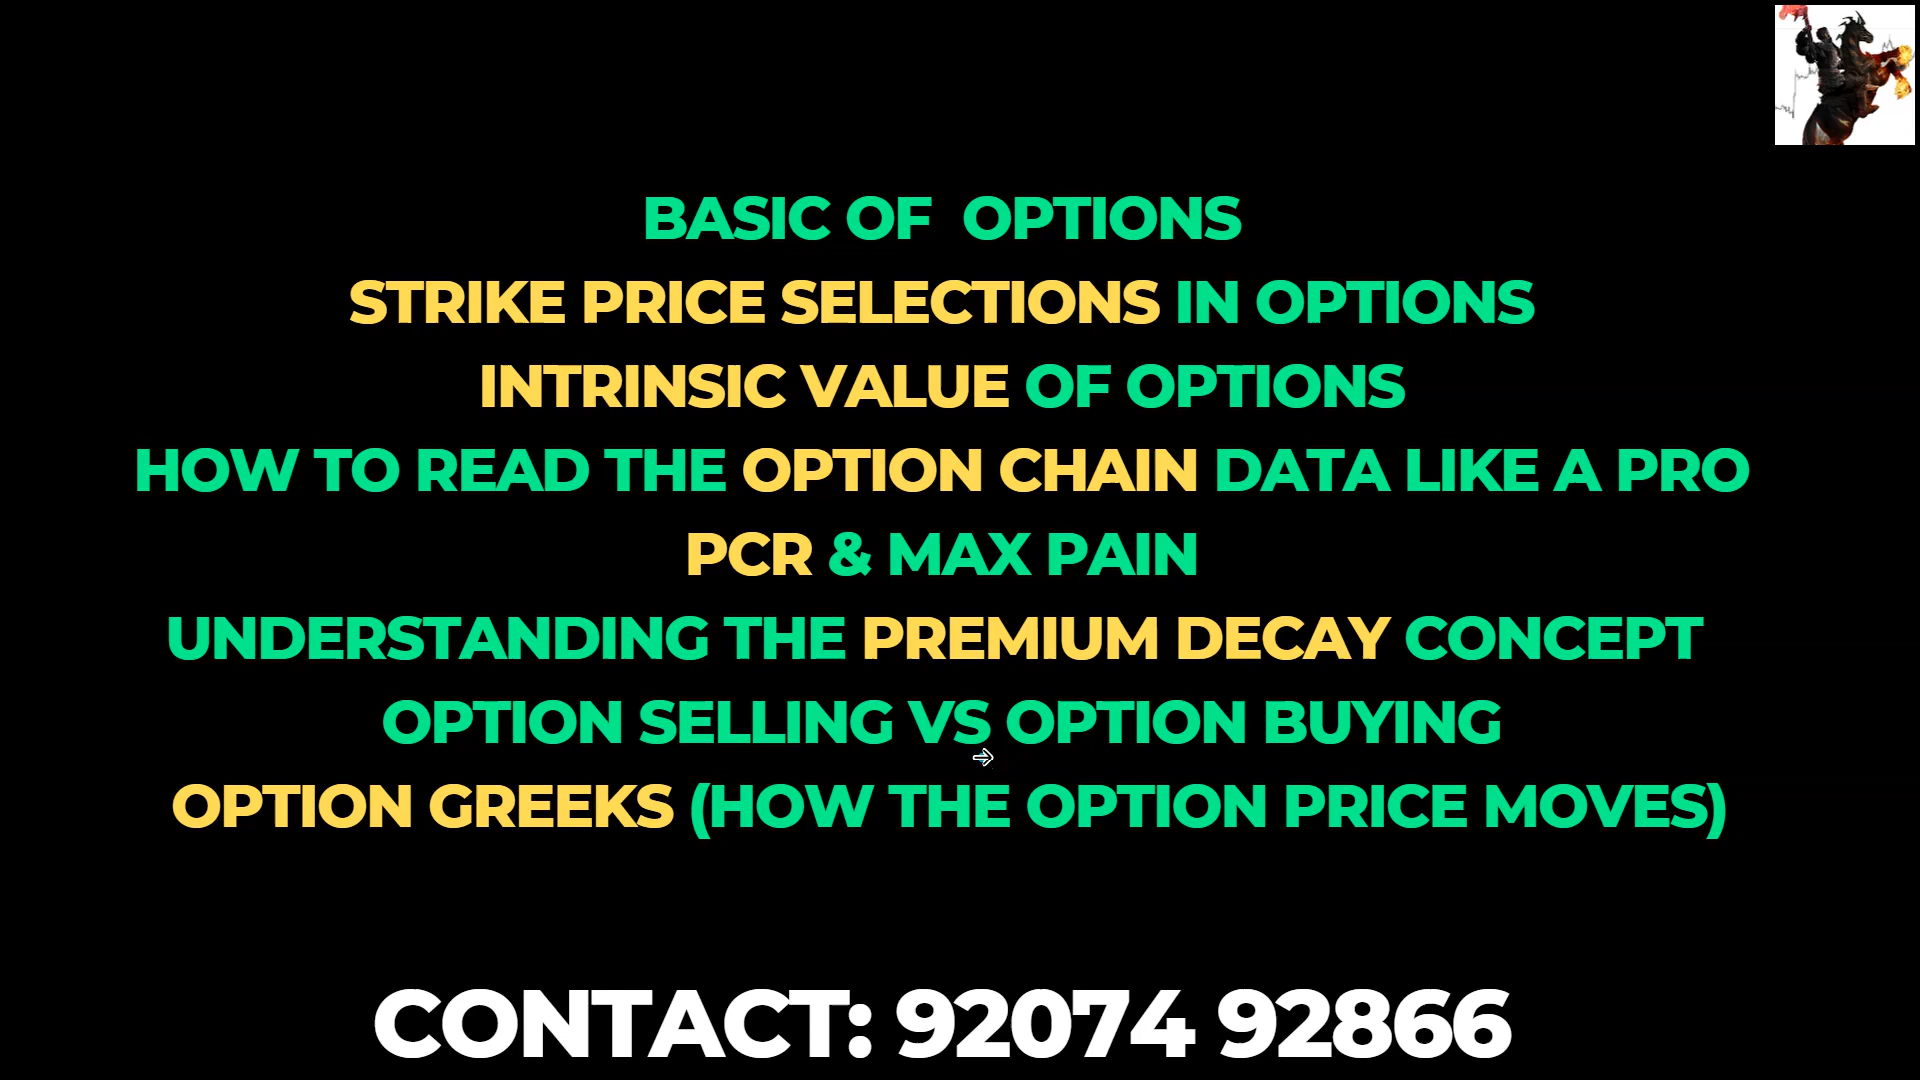 BASIC OF OPTIONS
STRIKE PRICE SELECTIONS IN OPTIONS
INTRINSIC VALUE OF OPTIONS
HOW TO READ THE OPTION CHAIN DATA LIKE A PRO
PCR & MAX PAIN
UNDERSTANDING THE PREMIUM DECAY CONCEPT
OPTION SELLING VS OPTION BUYING
OPTION GREEKS (HOW THE OPTION PRICE MOVES)
CONTACT: 92074 92866